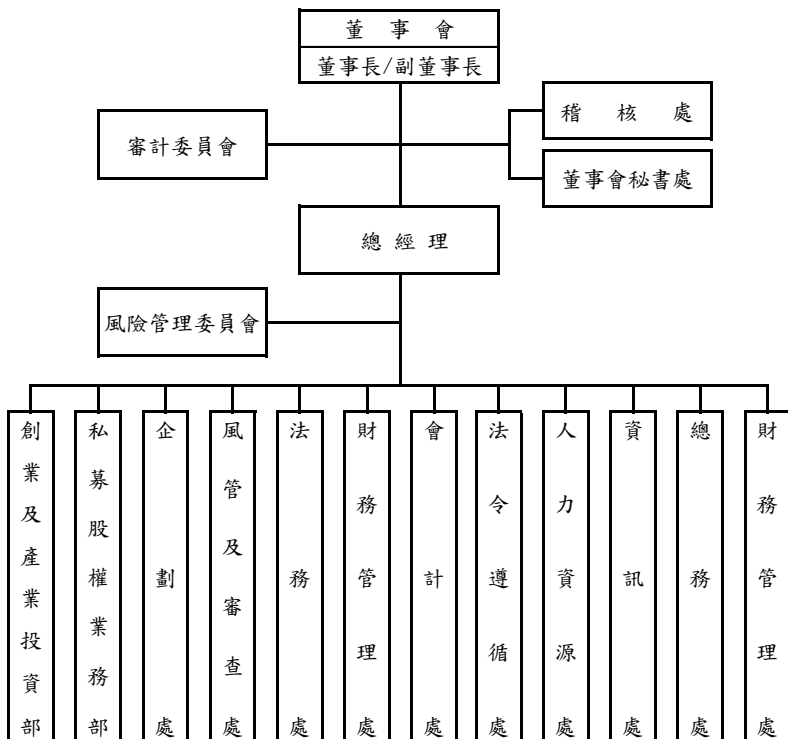 董事會
董事長/副董事長
稽核處
審計委員會
董事會秘書處
總經理
風險管理委員會
創業及產業投資部
私募股權業務部
企劃處
風管及審查處
法務處
財務管理處
會計處
法令遵循處
人力資源處
資訊處
總務處
財務管理處